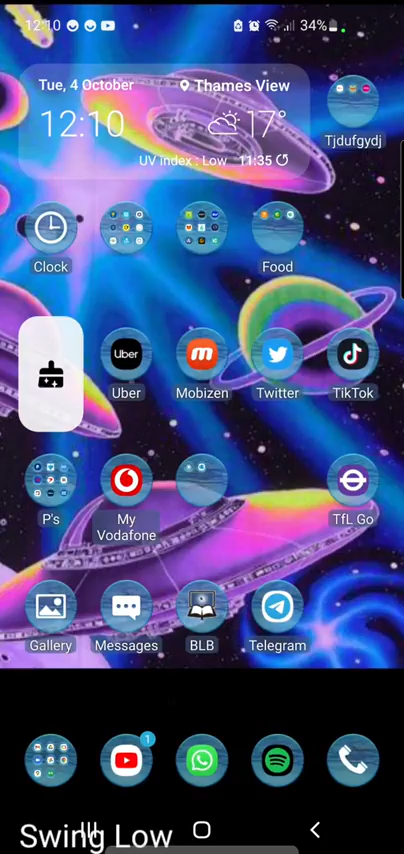 12:10 34%
Tue, 4 October Thames View
12:10 17°
UV index : Low 11:35
Tjdufgydj
Clock Food
Uber
Uber Mobizen Twitter TikTok
P's My Vodafone TfL Go
Gallery Messages BLB Telegram
1
Swing Low